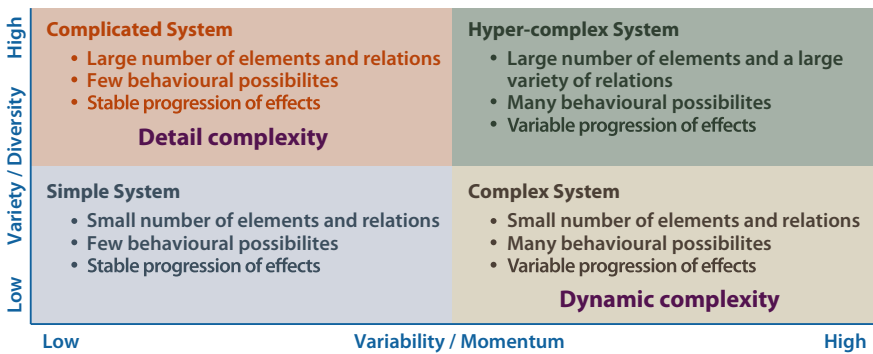 High
Variety / Diversity
Low
Complicated System
• Large number of elements and relations
• Few behavioural possibilites
• Stable progression of effects
Detail complexity
Hyper-complex System
• Large number of elements and a large
variety of relations
• Many behavioural possibilites
• Variable progression of effects
Simple System
• Small number of elements and relations
• Few behavioural possibilites
• Stable progression of effects
Complex System
• Small number of elements and relations
• Many behavioural possibilites
• Variable progression of effects
Dynamic complexity
Low
Variability / Momentum
High